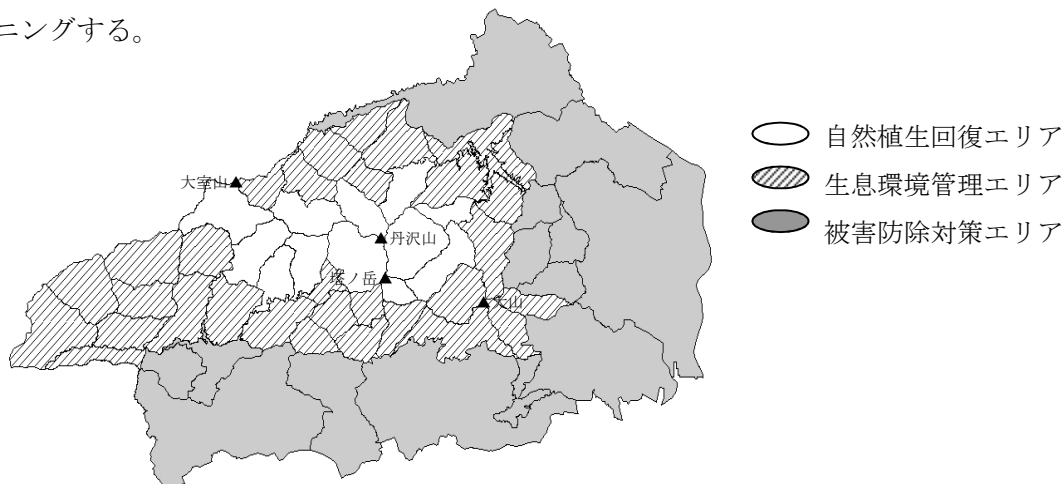 ニングする。
大室山
自然植生回復エリア
生息環境管理エリア
被害防除対策エリア
丹沢山
塔ノ岳
大山